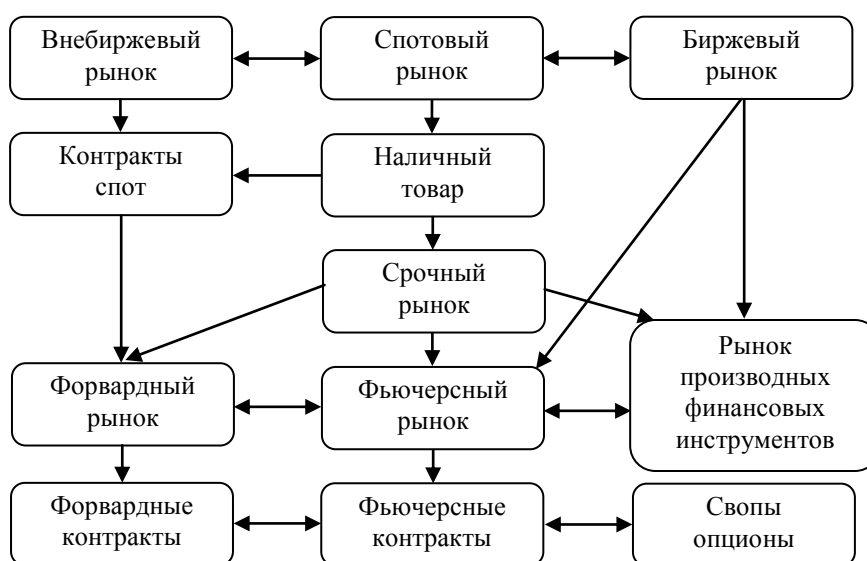 Внебиржевый
рынок
Спотовый
рынок
Биржевый
рынок
Контракты
спот
Наличный
товар
Срочный
рынок
Форвардный
рынок
Фьючерсный
рынок
Рынок
производных
финансовых
инструментов
Форвардные
контракты
Фьючерсные
контракты
Свопы
опционы